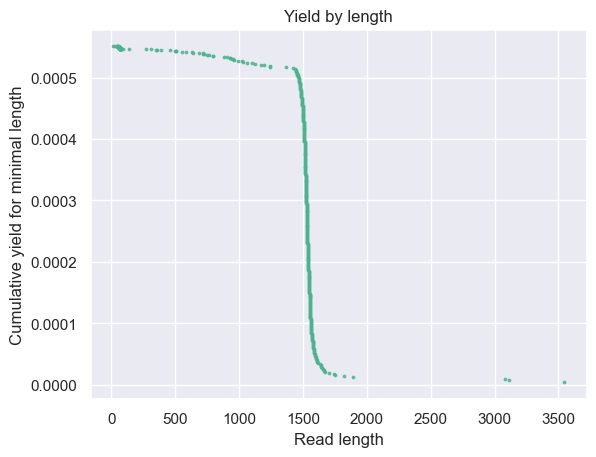 Yield by length
Cumulative yield for minimal length
0.0005
0.0004
0.0003
0.0002
0.0001
0.0000
0 500 1000 1500 2000 2500 3000 3500
Read length